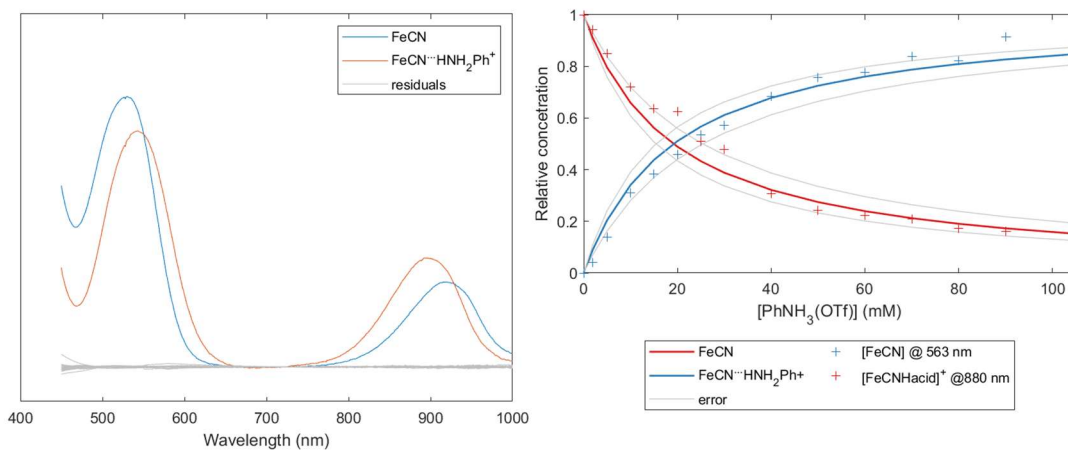 FeCN
FeCN···HNH2Ph+
residuals
400 500 600 700 800 900 1000
Wavelength (nm)
1
0.8
0.6
0.4
0.2
0
Relative concetration
0 20 40 60 80 100
[PhNH3(OTf)] (mM)
FeCN
FeCN···HNH2Ph+
error
[FeCN] @ 563 nm
[FeCNHacid]+ @880 nm